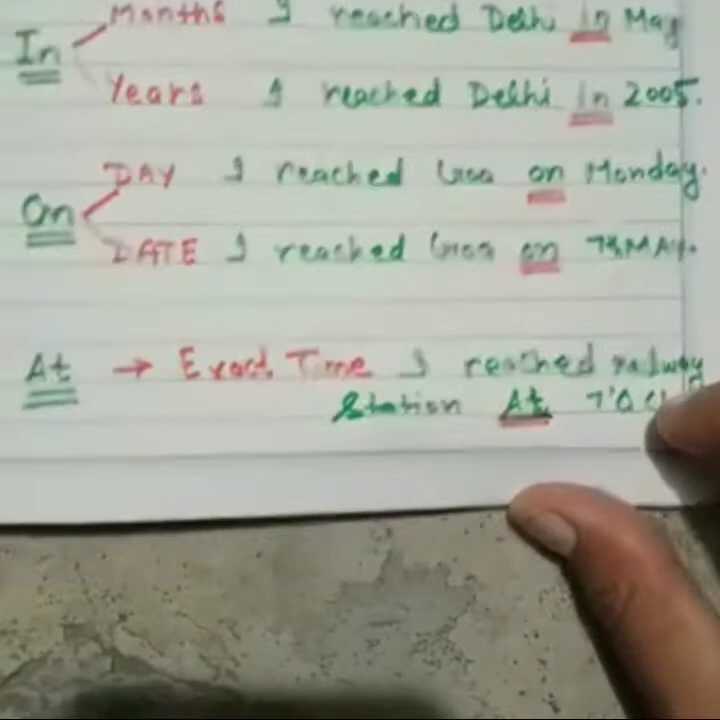 Months I reached Delhi in May
In
Years I reached Delhi in 2005.
DAY I reached Goa on Monday.
On
DATE I reached Goa on 7th MAY.
At → Exact Time I reached railway
Station At 7'O